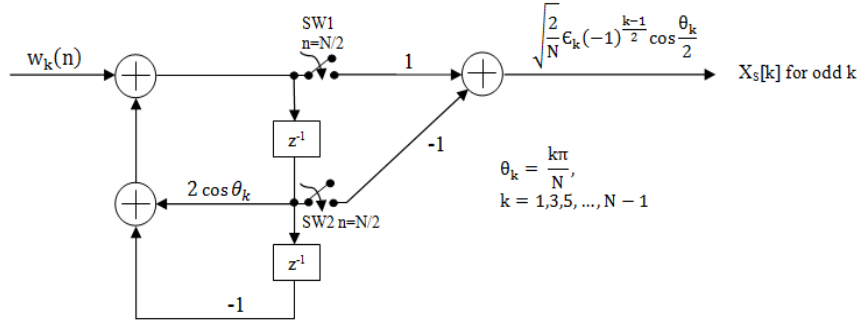 SW1
n=N/2
w_k(n)
1
√(2/N) ϵ_k(-1)^((k-1)/2) cos θ_k/2
X_S[k] for odd k
z^-1
-1
2 cos θ_k
SW2 n=N/2
θ_k = kπ/N,
k = 1,3,5, ..., N − 1
z^-1
-1